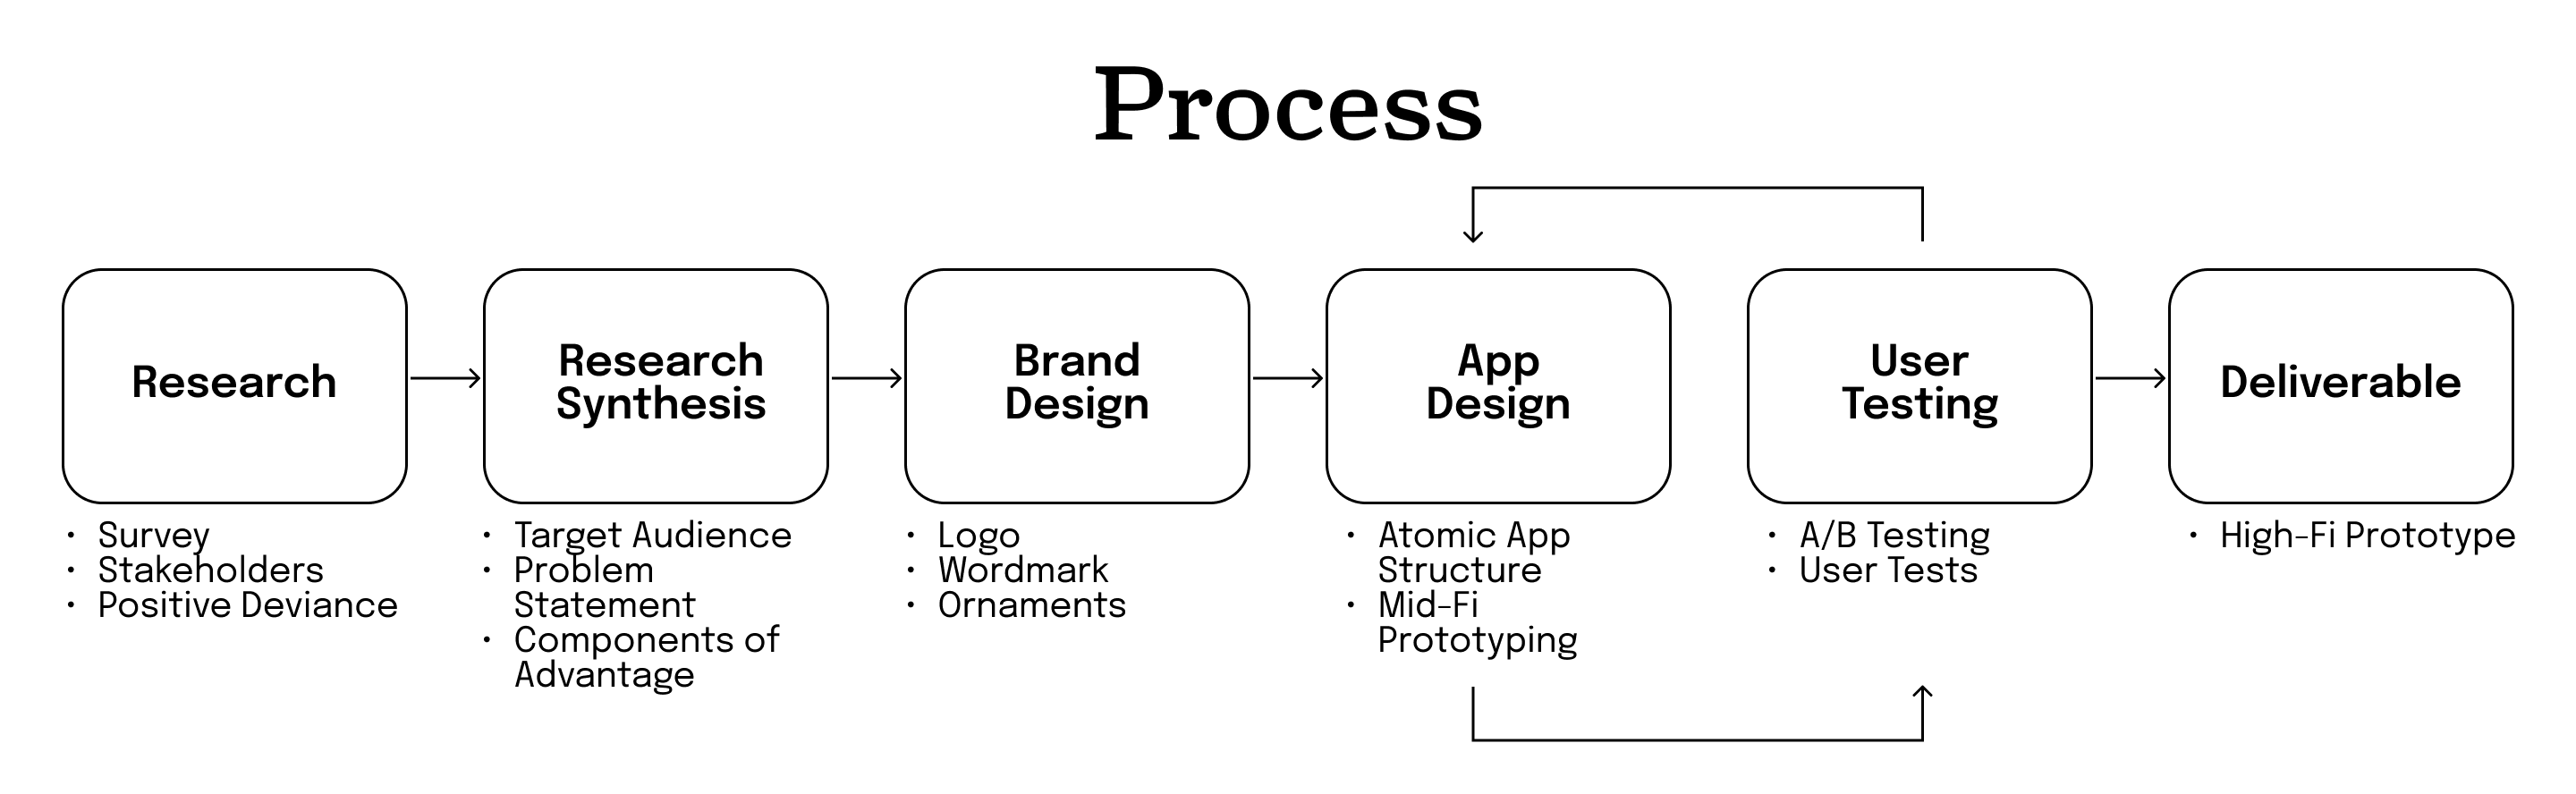 Process
Research
Research
Synthesis
Brand
Design
App
Design
User
Testing
Deliverable
• Survey
• Stakeholders
• Positive Deviance
• Target Audience
• Problem
Statement
• Components of
Advantage
• Logo
• Wordmark
• Ornaments
• Atomic App
Structure
• Mid-Fi
Prototyping
• A/B Testing
• User Tests
• High-Fi Prototype